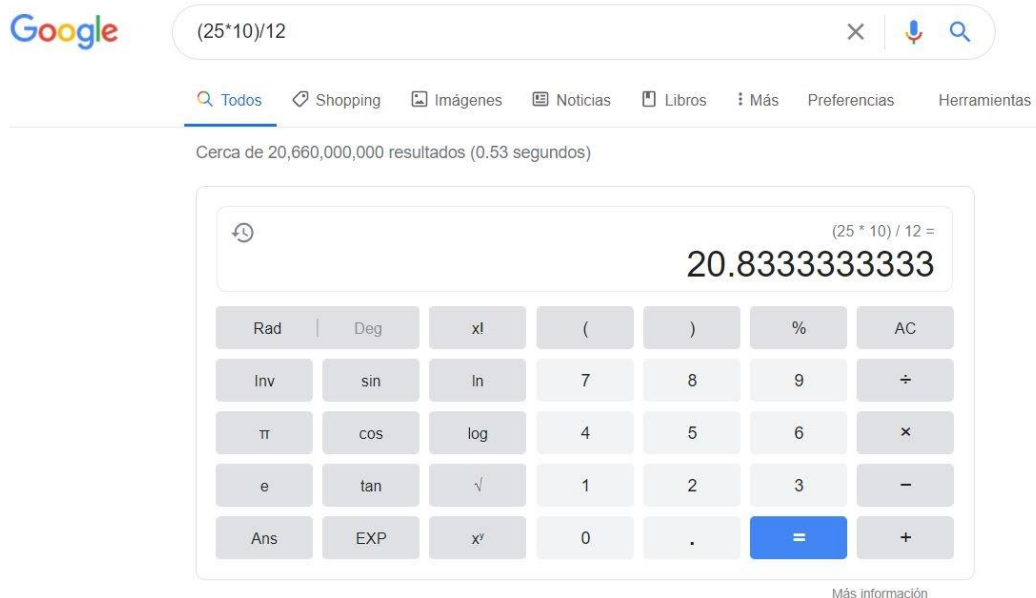 Google (25*10)/12
Todos Shopping Imágenes Noticias Libros Más Preferencias Herramientas
Cerca de 20,660,000,000 resultados (0.53 segundos)
(25 * 10) / 12 =
20.8333333333
Rad | Deg x! ( ) % AC
Inv sin ln 7 8 9 ÷
π cos log 4 5 6 ×
e tan √ 1 2 3 −
Ans EXP xʸ 0 . = +
Más información